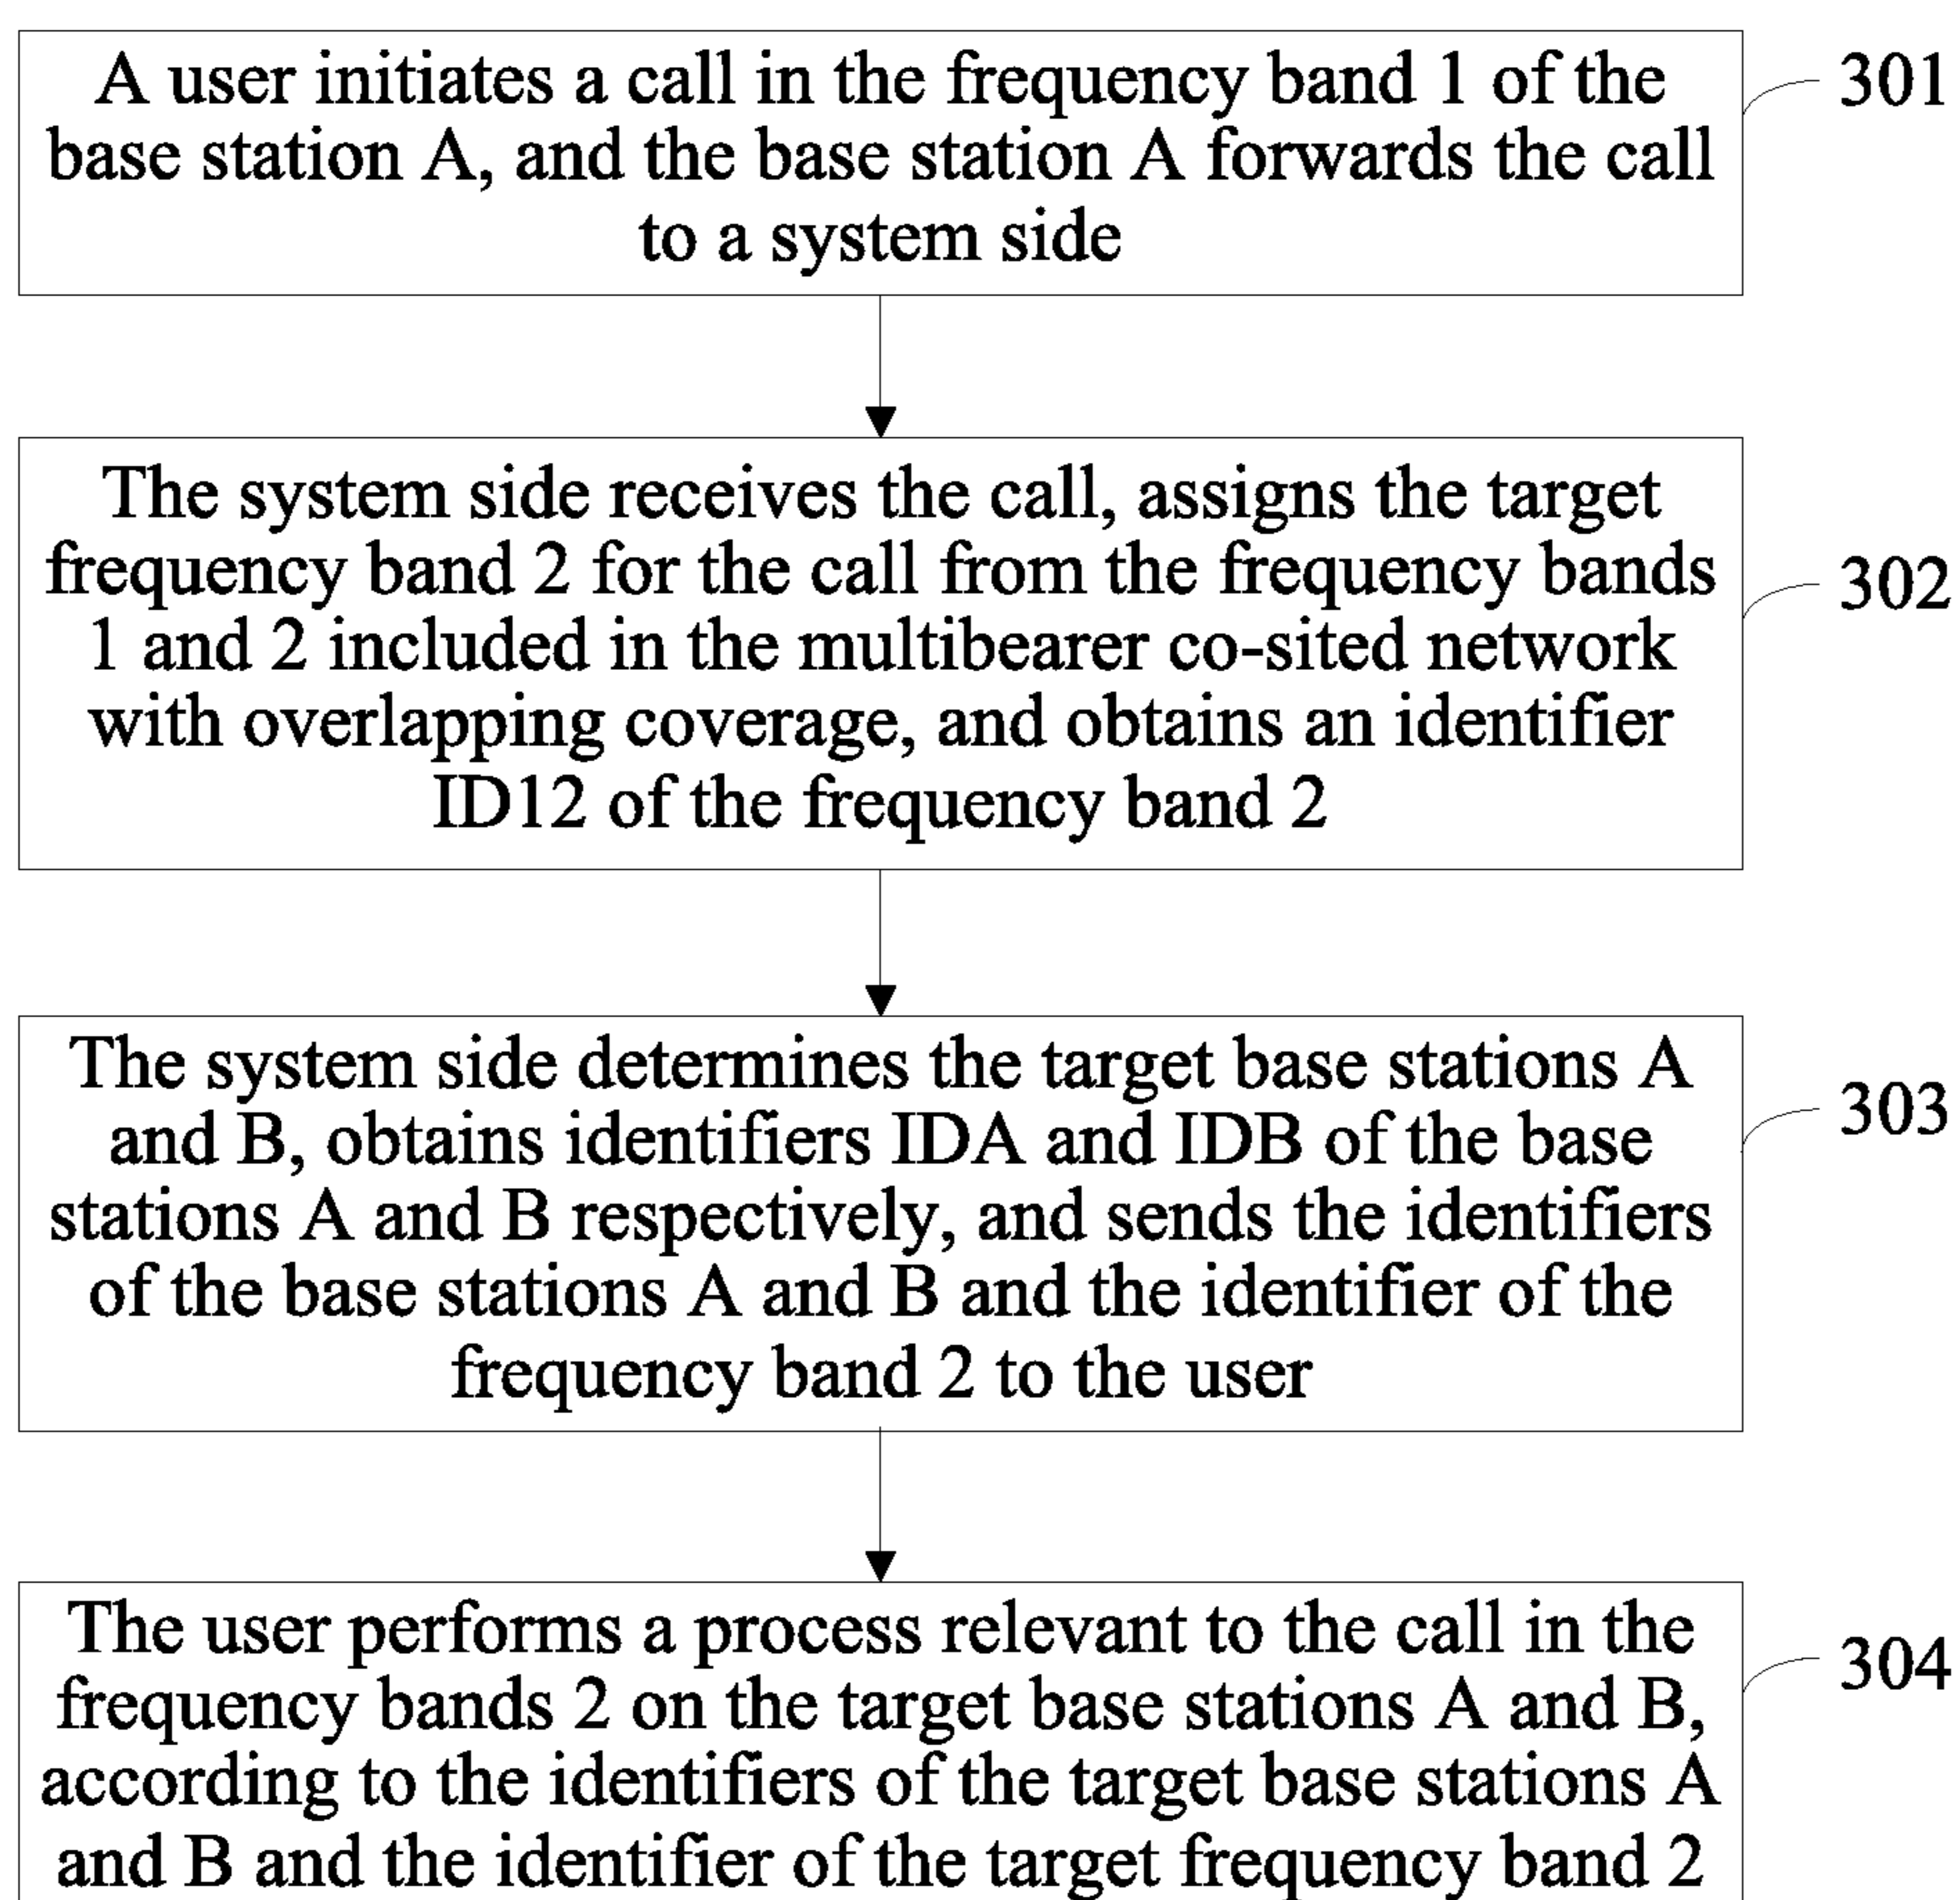 A user initiates a call in the frequency band 1 of the
base station A, and the base station A forwards the call
to a system side
301
The system side receives the call, assigns the target
frequency band 2 for the call from the frequency bands
1 and 2 included in the multibearer co-sited network
with overlapping coverage, and obtains an identifier
ID12 of the frequency band 2
302
The system side determines the target base stations A
and B, obtains identifiers IDA and IDB of the base
stations A and B respectively, and sends the identifiers
of the base stations A and B and the identifier of the
frequency band 2 to the user
303
The user performs a process relevant to the call in the
frequency bands 2 on the target base stations A and B,
according to the identifiers of the target base stations A
and B and the identifier of the target frequency band 2
304